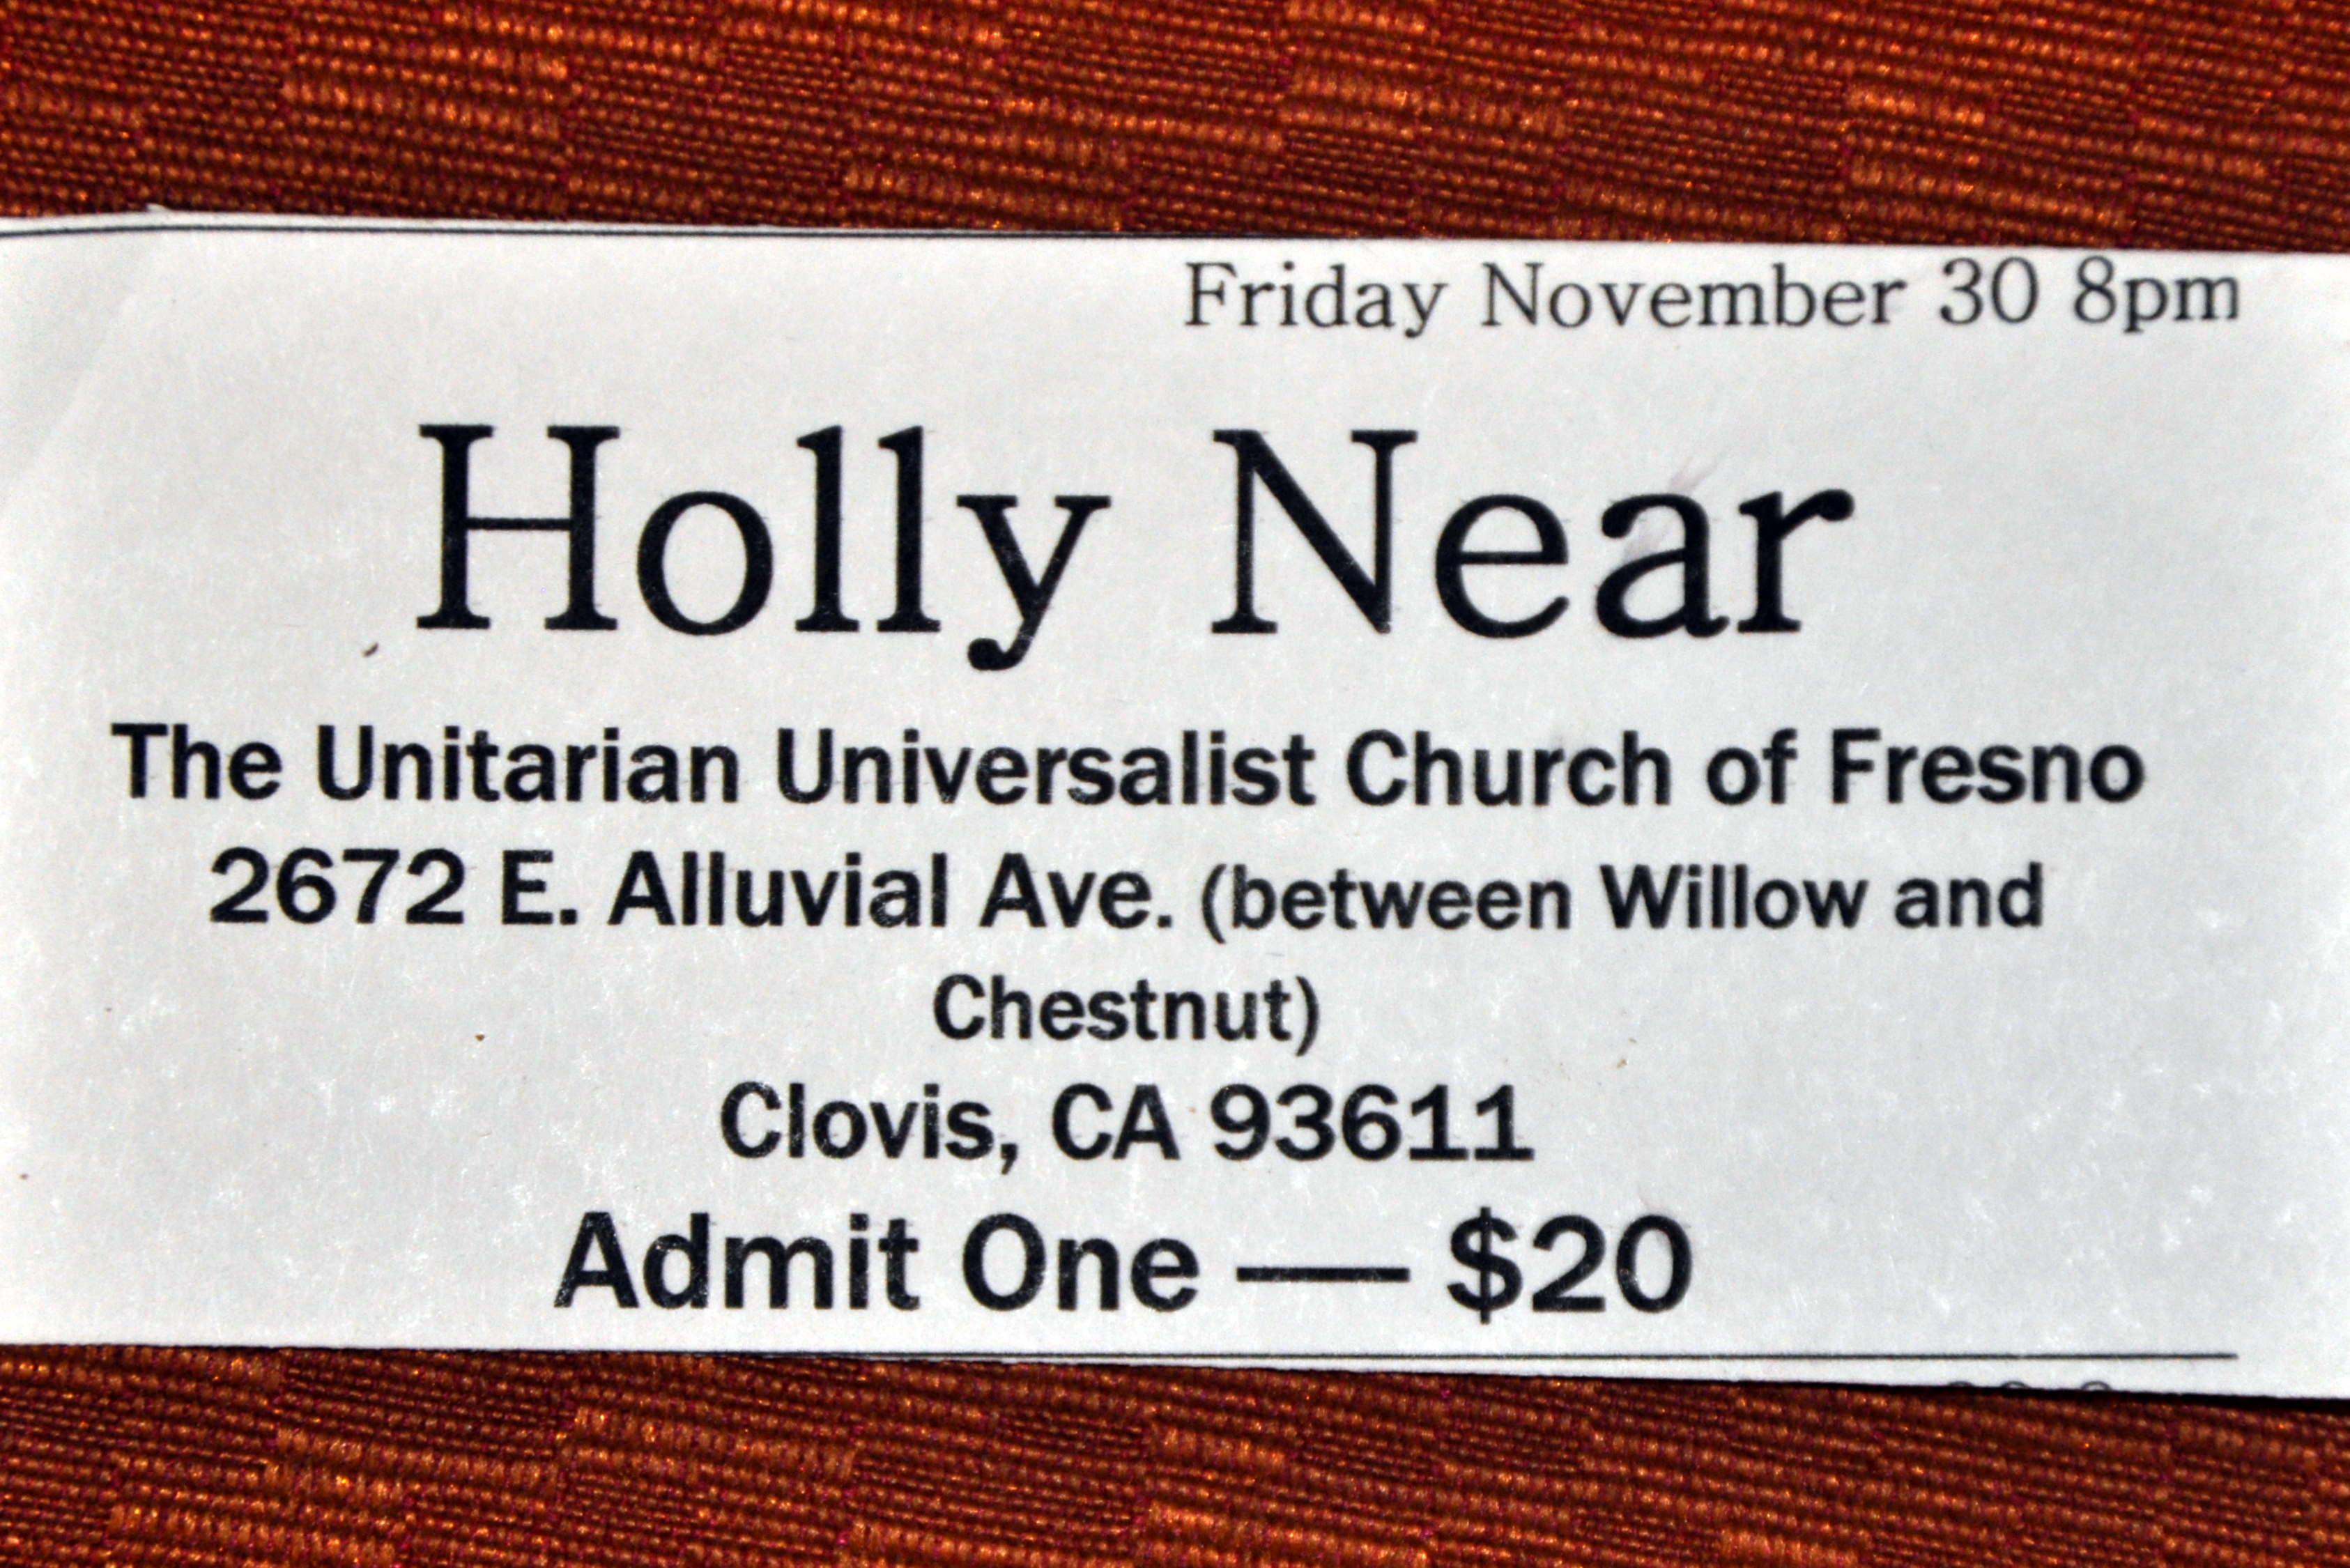 Friday November 30 8pm
Holly Near
The Unitarian Universalist Church of Fresno
2672 E. Alluvial Ave. (between Willow and
Chestnut)
Clovis, CA 93611
Admit One — $20